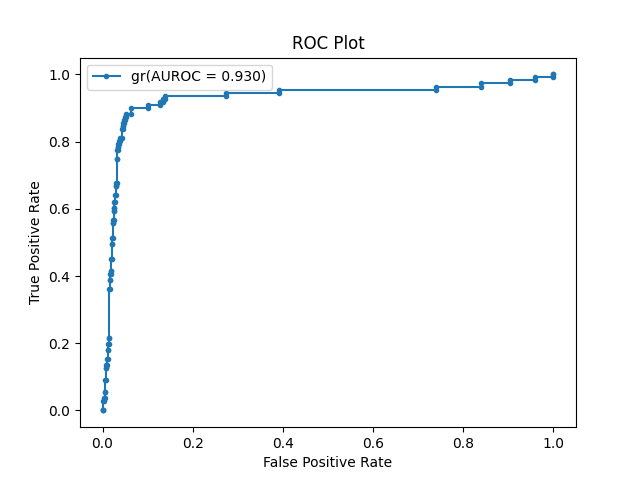 ROC Plot
gr(AUROC = 0.930)
1.0
0.8
0.6
0.4
0.2
0.0
True Positive Rate
0.0 0.2 0.4 0.6 0.8 1.0
False Positive Rate